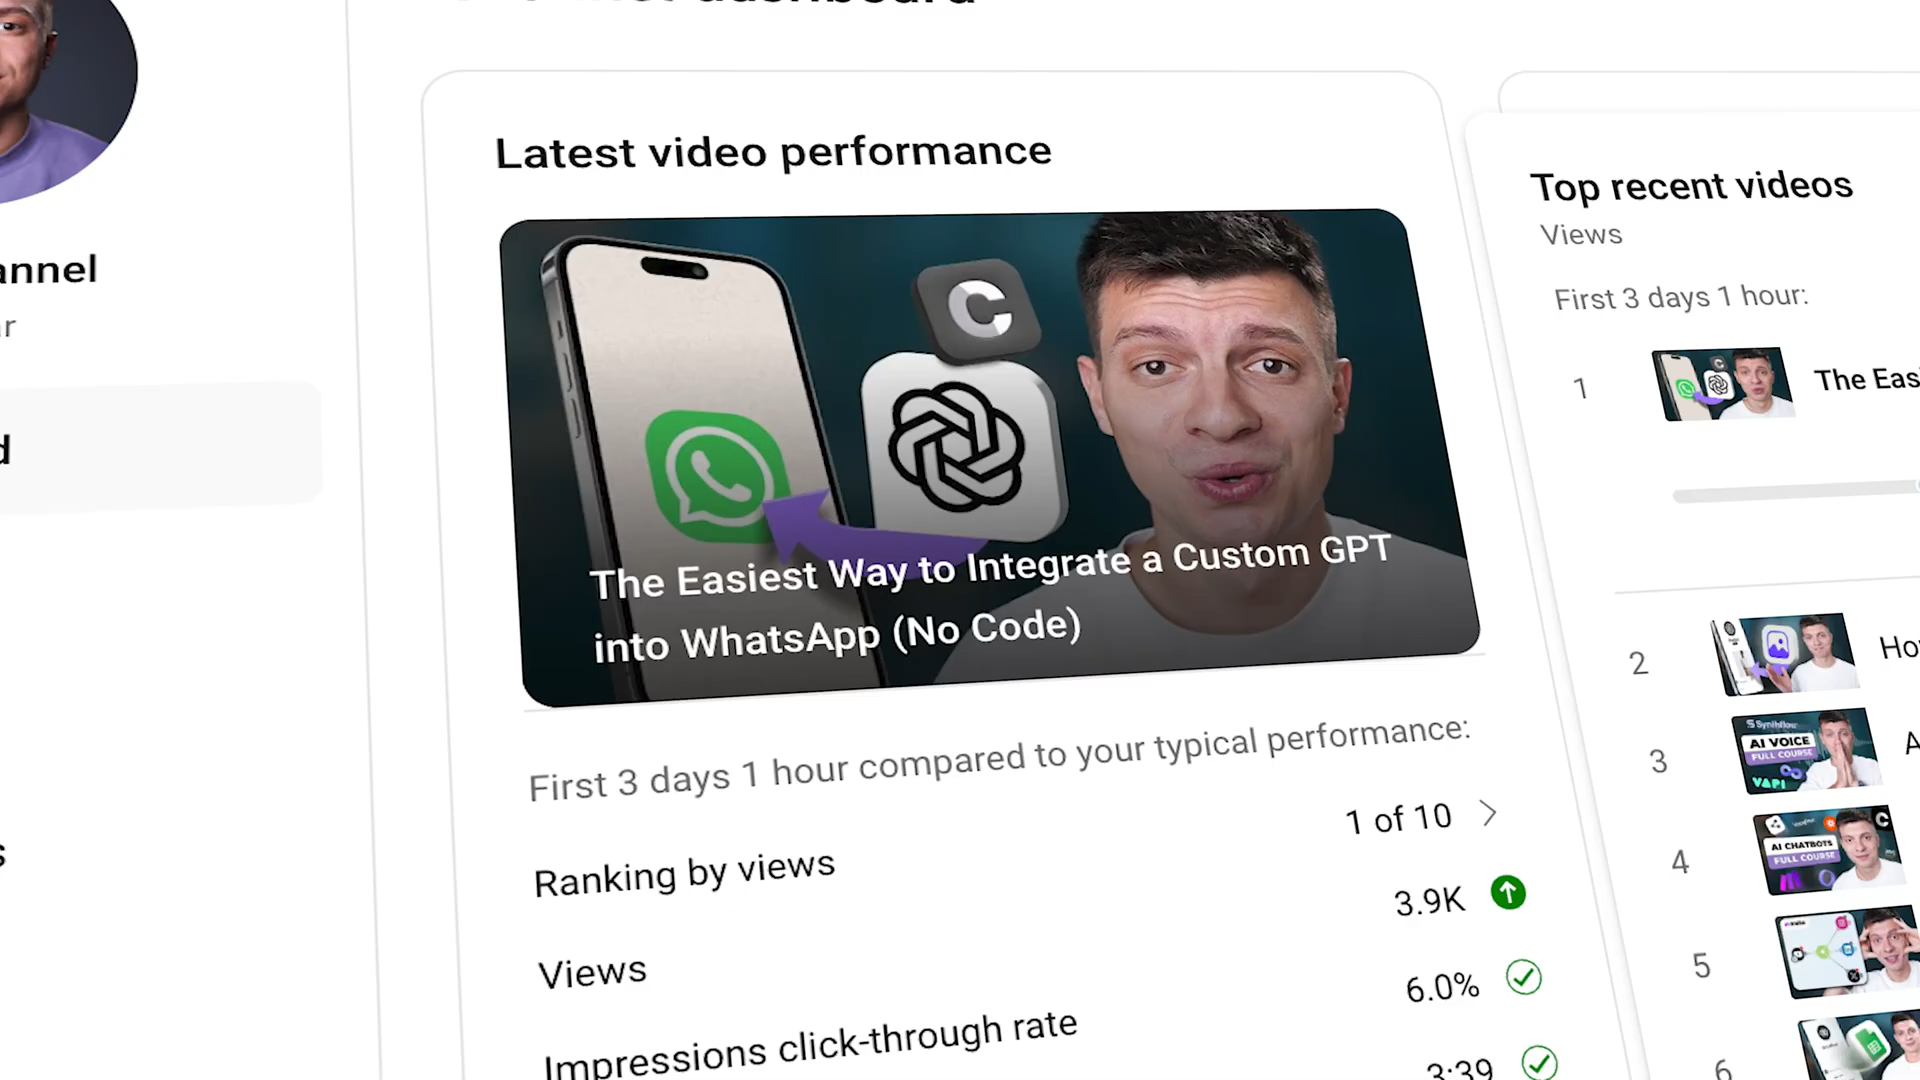 dashboard
annel
Latest video performance
The Easiest Way to Integrate a Custom GPT
into WhatsApp (No Code)
First 3 days 1 hour compared to your typical performance:
Ranking by views
1 of 10
Views
3.9K
Impressions click-through rate
6.0%
3:39
Top recent videos
Views
First 3 days 1 hour:
1
The Eas
2
Ho
3
Synthflow
AI VOICE
FULL COURSE
VAPI
4
AI CHATBOTS
FULL COURSE
5
6